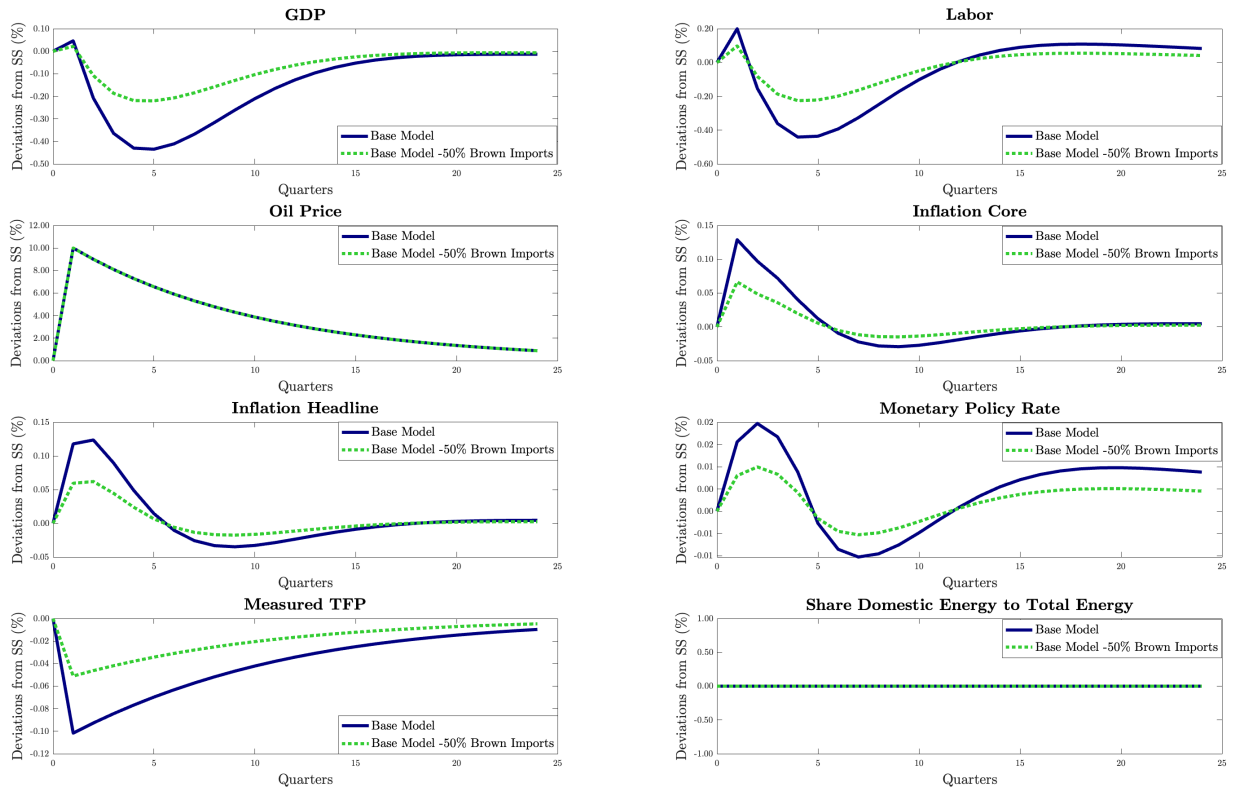 GDP
Deviations from SS (%)
0.10
0.00
-0.10
-0.20
-0.30
-0.40
-0.50
0
5
10
15
20
25
Quarters
Base Model
Base Model -50% Brown Imports
Labor
Deviations from SS (%)
0.20
0.00
-0.20
-0.40
-0.60
0
5
10
15
20
25
Quarters
Base Model
Base Model -50% Brown Imports
Oil Price
Deviations from SS (%)
12.00
10.00
8.00
6.00
4.00
2.00
0.00
0
5
10
15
20
25
Quarters
Base Model
Base Model -50% Brown Imports
Inflation Core
Deviations from SS (%)
0.15
0.10
0.05
0.00
-0.05
0
5
10
15
20
25
Quarters
Base Model
Base Model -50% Brown Imports
Inflation Headline
Deviations from SS (%)
0.15
0.10
0.05
0.00
-0.05
0
5
10
15
20
25
Quarters
Base Model
Base Model -50% Brown Imports
Monetary Policy Rate
Deviations from SS (%)
0.02
0.02
0.01
0.00
0.00
-0.01
-0.01
0
5
10
15
20
25
Quarters
Base Model
Base Model -50% Brown Imports
Measured TFP
Deviations from SS (%)
0.00
-0.02
-0.04
-0.06
-0.08
-0.10
-0.12
0
5
10
15
20
25
Quarters
Base Model
Base Model -50% Brown Imports
Share Domestic Energy to Total Energy
Deviations from SS (%)
1.00
0.50
0.00
-0.50
-1.00
0
5
10
15
20
25
Quarters
Base Model
Base Model -50% Brown Imports